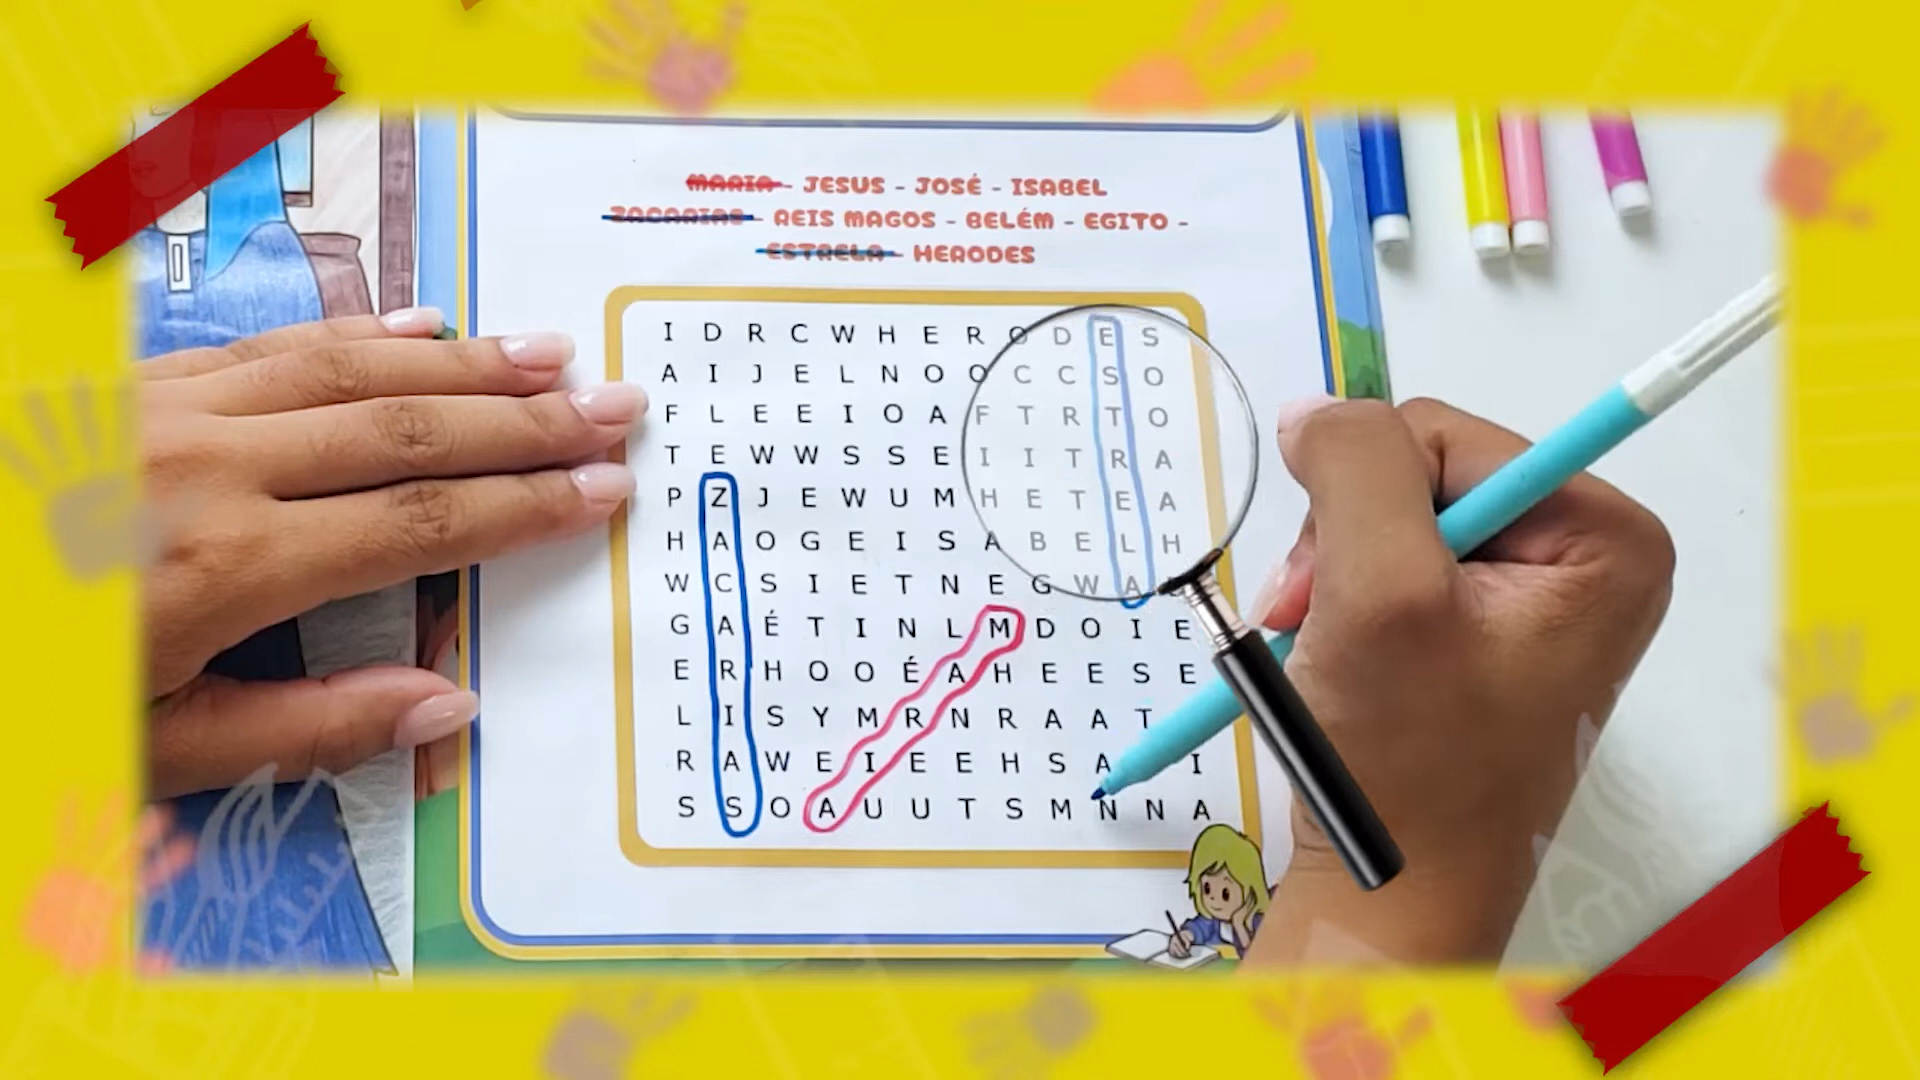 MARIA - JESUS - JOSÉ - ISABEL
ZACARIAS - REIS MAGOS - BELÉM - EGITO -
ESTRELA - HERODES
I D R C W H E R O D E S
A I J E L N O O C C S O
F L E E I O A F T R T O
T E W W S S E I I T R A
P Z J E W U M H E T E A
H A O G E I S A B E L H
W C S I E T N E G W A
G A É T I N L M D O I E
E R H O O É A H E E S E
L I S Y M R N R A A T
R A W E I E E H S A I
S S O A U U T S M N N A